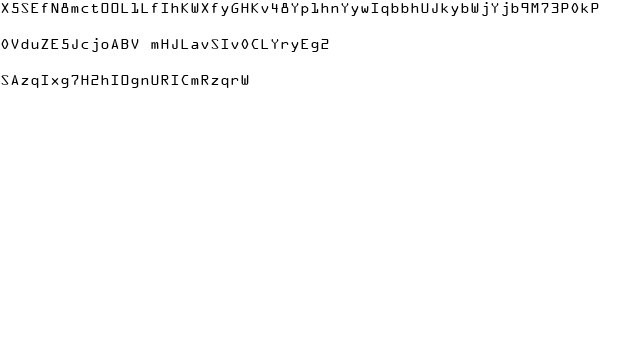 X5SEfN8mctOOL1LfIhKWXfyGHKv48Yp1hnYywIqbbhUJkybWjYjb9M73P0kP
0VduZE5JcjoABV mHJLavSIv0CLYryEg2
SAzqIxg7H2hIOgnURICmRzqrW